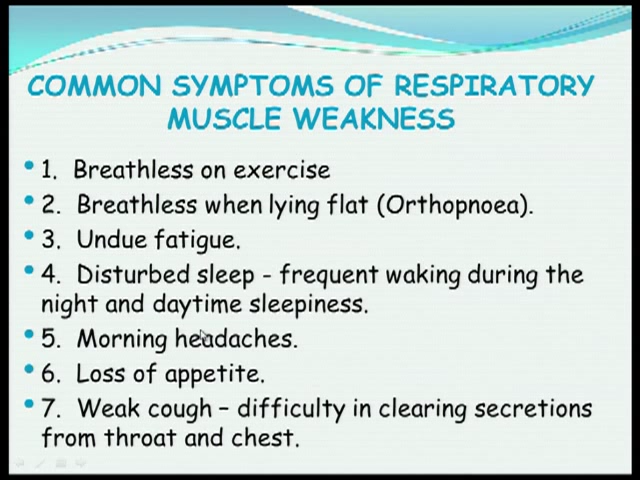 COMMON SYMPTOMS OF RESPIRATORY
MUSCLE WEAKNESS
• 1. Breathless on exercise
• 2. Breathless when lying flat (Orthopnoea).
• 3. Undue fatigue.
• 4. Disturbed sleep - frequent waking during the
night and daytime sleepiness.
• 5. Morning headaches.
• 6. Loss of appetite.
• 7. Weak cough – difficulty in clearing secretions
from throat and chest.